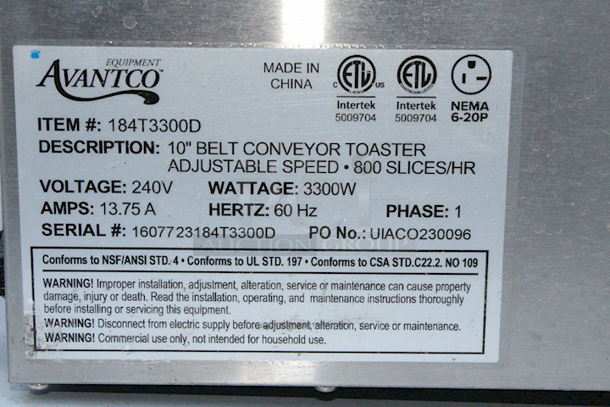 EQUIPMENT
AVANTCO
MADE IN
CHINA
C ETL US
Intertek
5009704
ETL
Intertek
5009704
NEMA
6-20P
ITEM #: 184T3300D
DESCRIPTION: 10" BELT CONVEYOR TOASTER
ADJUSTABLE SPEED • 800 SLICES/HR
VOLTAGE: 240V WATTAGE: 3300W
AMPS: 13.75 A HERTZ: 60 Hz PHASE: 1
SERIAL #: 1607723184T3300D PO No.: UIACO230096
AUCTION GROUP
Conforms to NSF/ANSI STD. 4 • Conforms to UL STD. 197 • Conforms to CSA STD.C22.2. NO 109
WARNING! Improper installation, adjustment, alteration, service or maintenance can cause property
damage, injury or death. Read the installation, operating, and maintenance instructions thoroughly
before installing or servicing this equipment.
WARNING! Disconnect from electric supply before adjustment, alteration, service or maintenance.
WARNING! Commercial use only, not intended for household use.